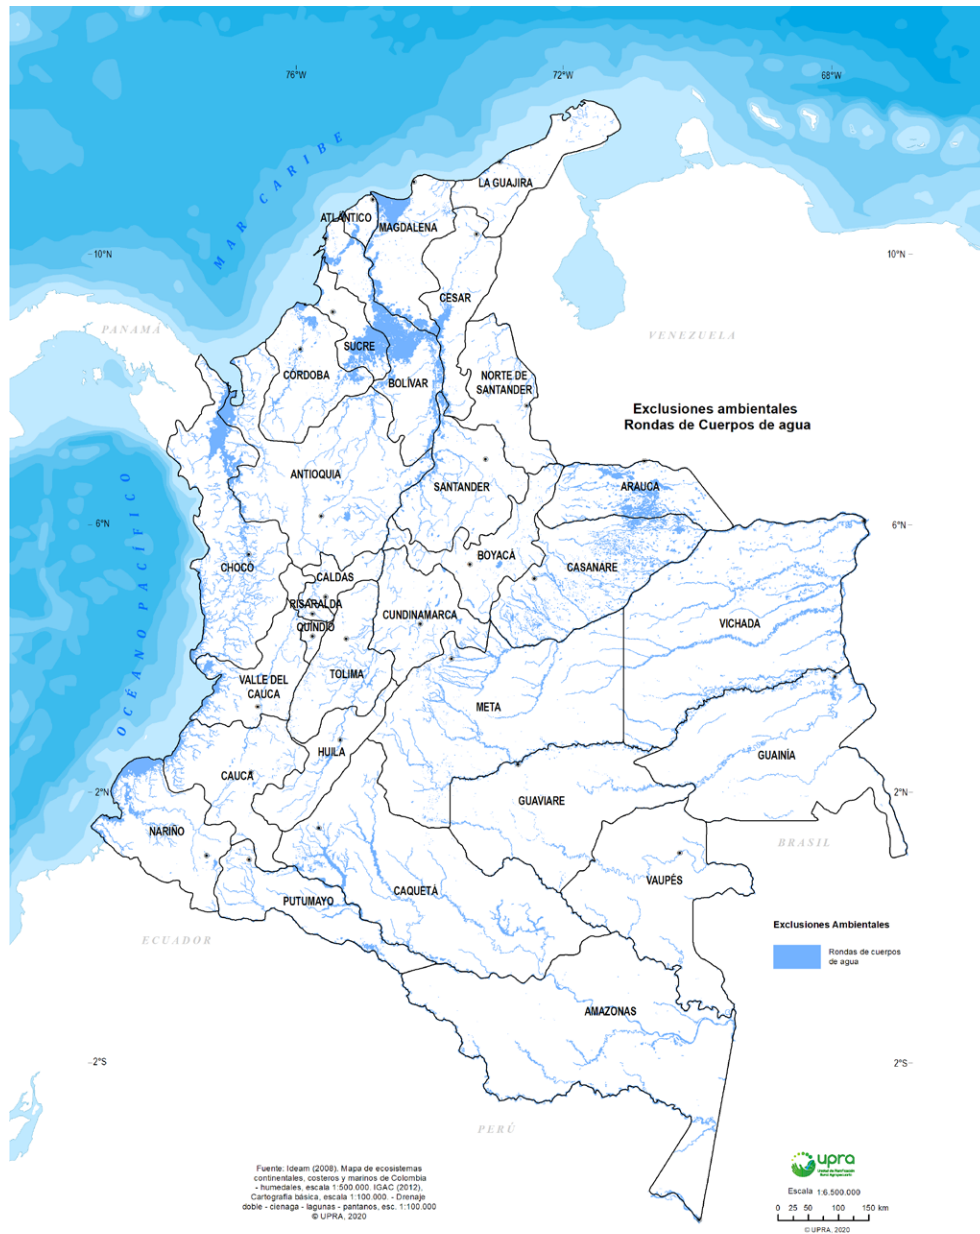 76°W
72°W
68°W
MAR CARIBE
LA GUAJIRA
ATLÁNTICO
MAGDALENA
10°N
10°N
CESAR
PANAMÁ
VENEZUELA
SUCRE
CÓRDOBA
BOLÍVAR
NORTE DE
SANTANDER
Exclusiones ambientales
Rondas de Cuerpos de agua
ANTIOQUIA
SANTANDER
ARAUCA
OCÉANO PACÍFICO
6°N
6°N
BOYACÁ
CHOCÓ
CASANARE
CALDAS
RISARALDA
CUNDINAMARCA
QUINDIO
VICHADA
TOLIMA
VALLE DEL
CAUCA
META
HUILA
GUAINÍA
CAUCA
2°N
2°N
GUAVIARE
NARIÑO
BRASIL
VAUPÉS
CAQUETÁ
PUTUMAYO
ECUADOR
Exclusiones Ambientales
Rondas de cuerpos
de agua
AMAZONAS
2°S
2°S
PERÚ
upra
Fuente: Ideam (2008). Mapa de ecosistemas
continentales, costeros y marinos de Colombia
- humedales, escala 1:500.000. IGAC (2012),
Cartografía básica, escala 1:100.000. - Drenaje
doble - cienaga - lagunas - pantanos, esc. 1:100.000
© UPRA, 2020
Escala 1:6.500.000
0 25 50 100 150 km
© UPRA, 2020